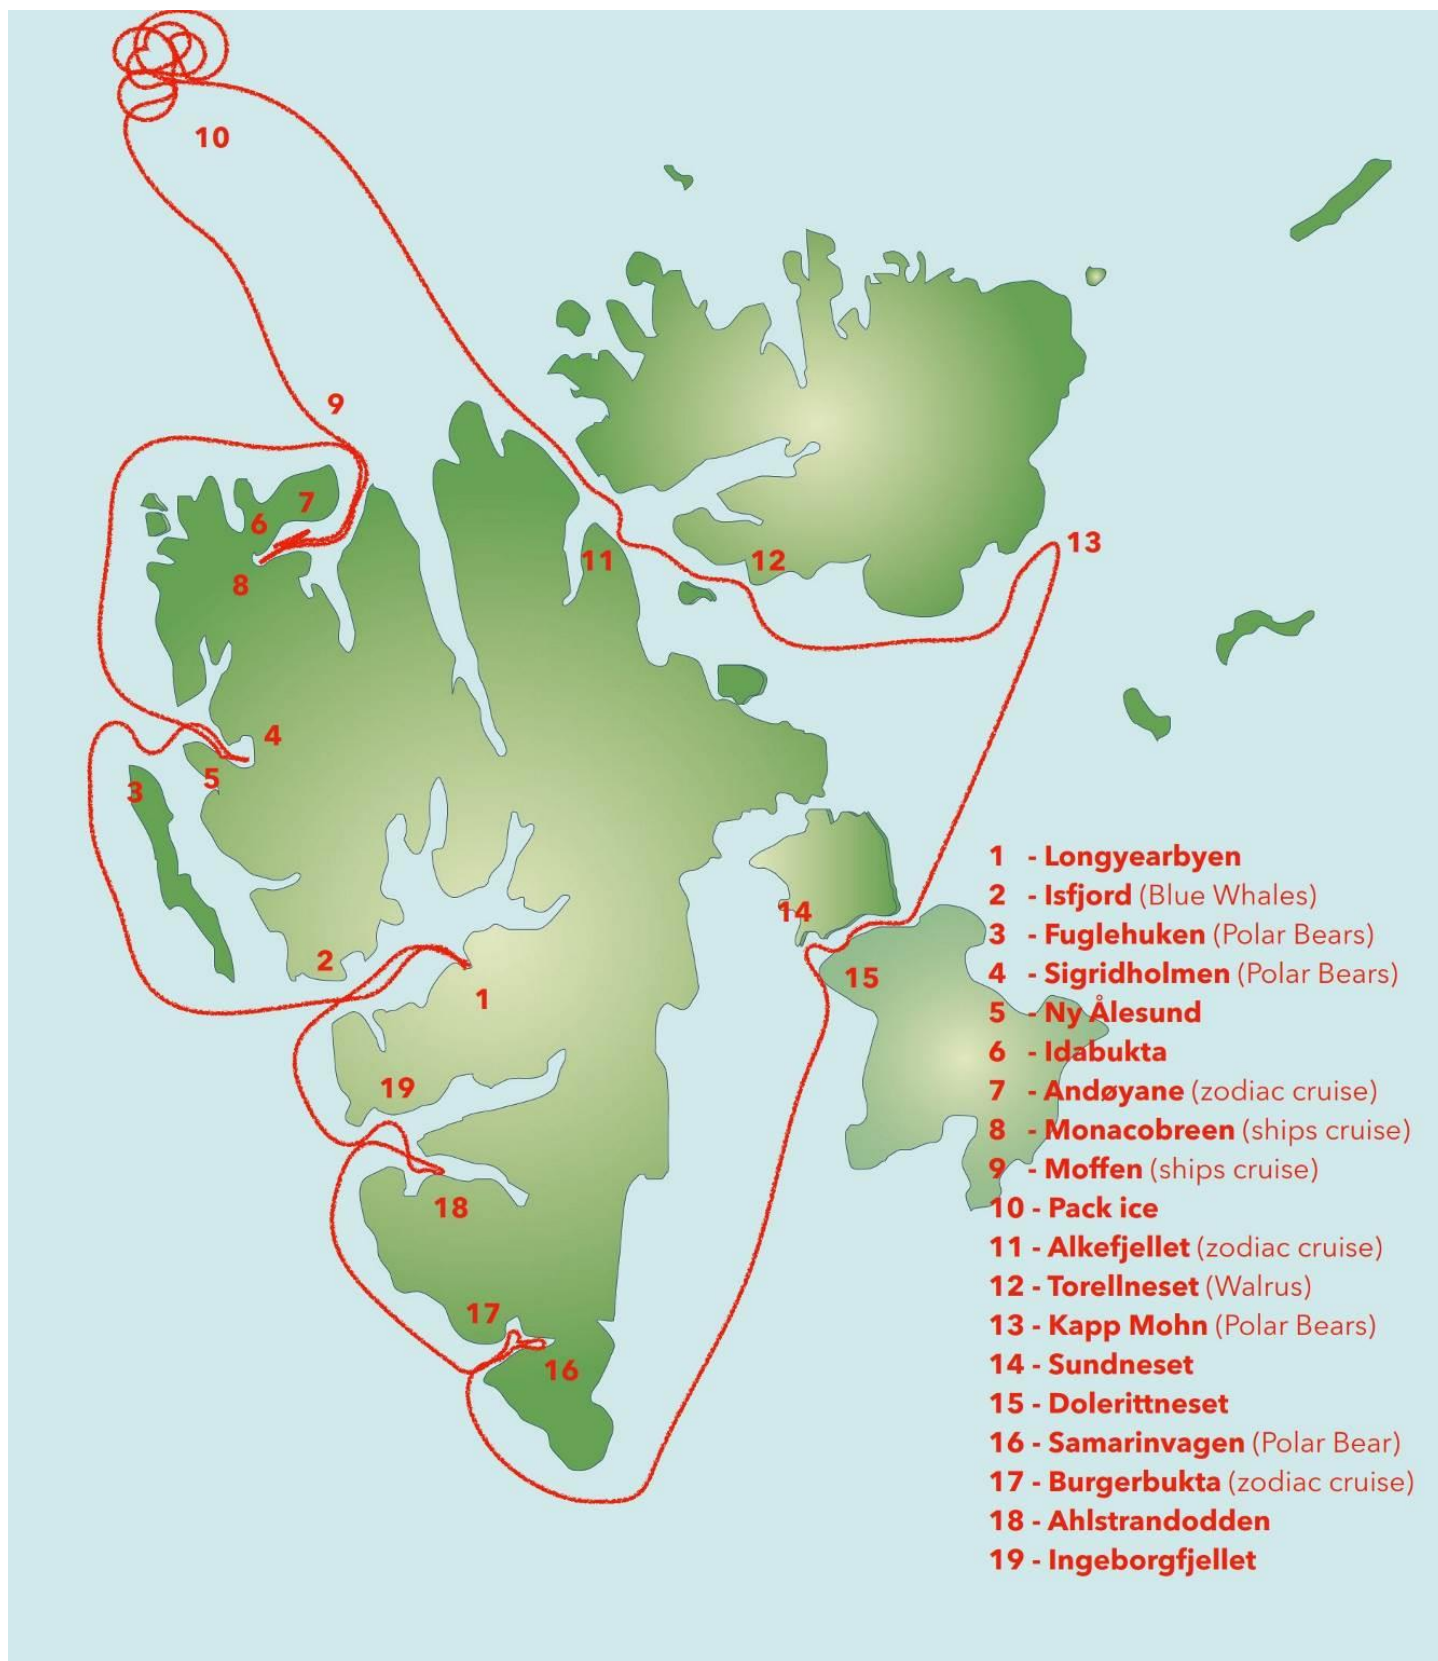 10
9
7
6
8
11
12
13
4
5
3
14
2
15
1
19
18
17
16
1 - Longyearbyen
2 - Isfjord (Blue Whales)
3 - Fuglehuken (Polar Bears)
4 - Sigridholmen (Polar Bears)
5 - Ny Ålesund
6 - Idabukta
7 - Andøyane (zodiac cruise)
8 - Monacobreen (ships cruise)
9 - Moffen (ships cruise)
10 - Pack ice
11 - Alkefjellet (zodiac cruise)
12 - Torellneset (Walrus)
13 - Kapp Mohn (Polar Bears)
14 - Sundneset
15 - Dolerittneset
16 - Samarinvagen (Polar Bear)
17 - Burgerbukta (zodiac cruise)
18 - Ahlstrandodden
19 - Ingeborgfjellet